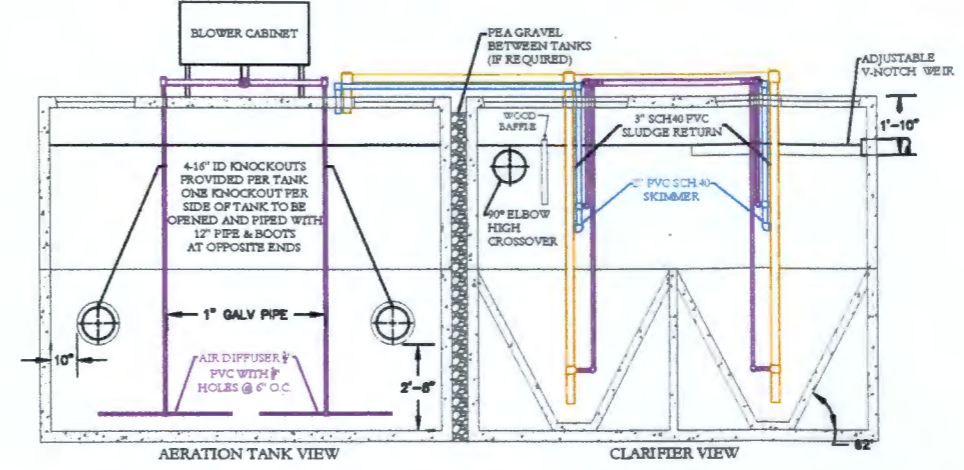 BLOWER CABINET
PEA GRAVEL
BETWEEN TANKS
(IF REQUIRED)
ADJUSTABLE
V-NOTCH WEIR
1'-10"
WOOD
BAFFLE
3" SCH40 PVC
SLUDGE RETURN
4-16" ID KNOCKOUTS
PROVIDED PER TANK
ONE KNOCKOUT PER
SIDE OF TANK TO BE
OPENED AND PIPED WITH
12" PIPE & BOOTS
AT OPPOSITE ENDS
2" PVC SCH.40
SKIMMER
90° ELBOW
HIGH
CROSSOVER
1" GALV PIPE
10"
AIR DIFFUSER
PVC WITH
HOLES @ 6" O.C.
2'-8"
62°
AERATION TANK VIEW
CLARIFIER VIEW